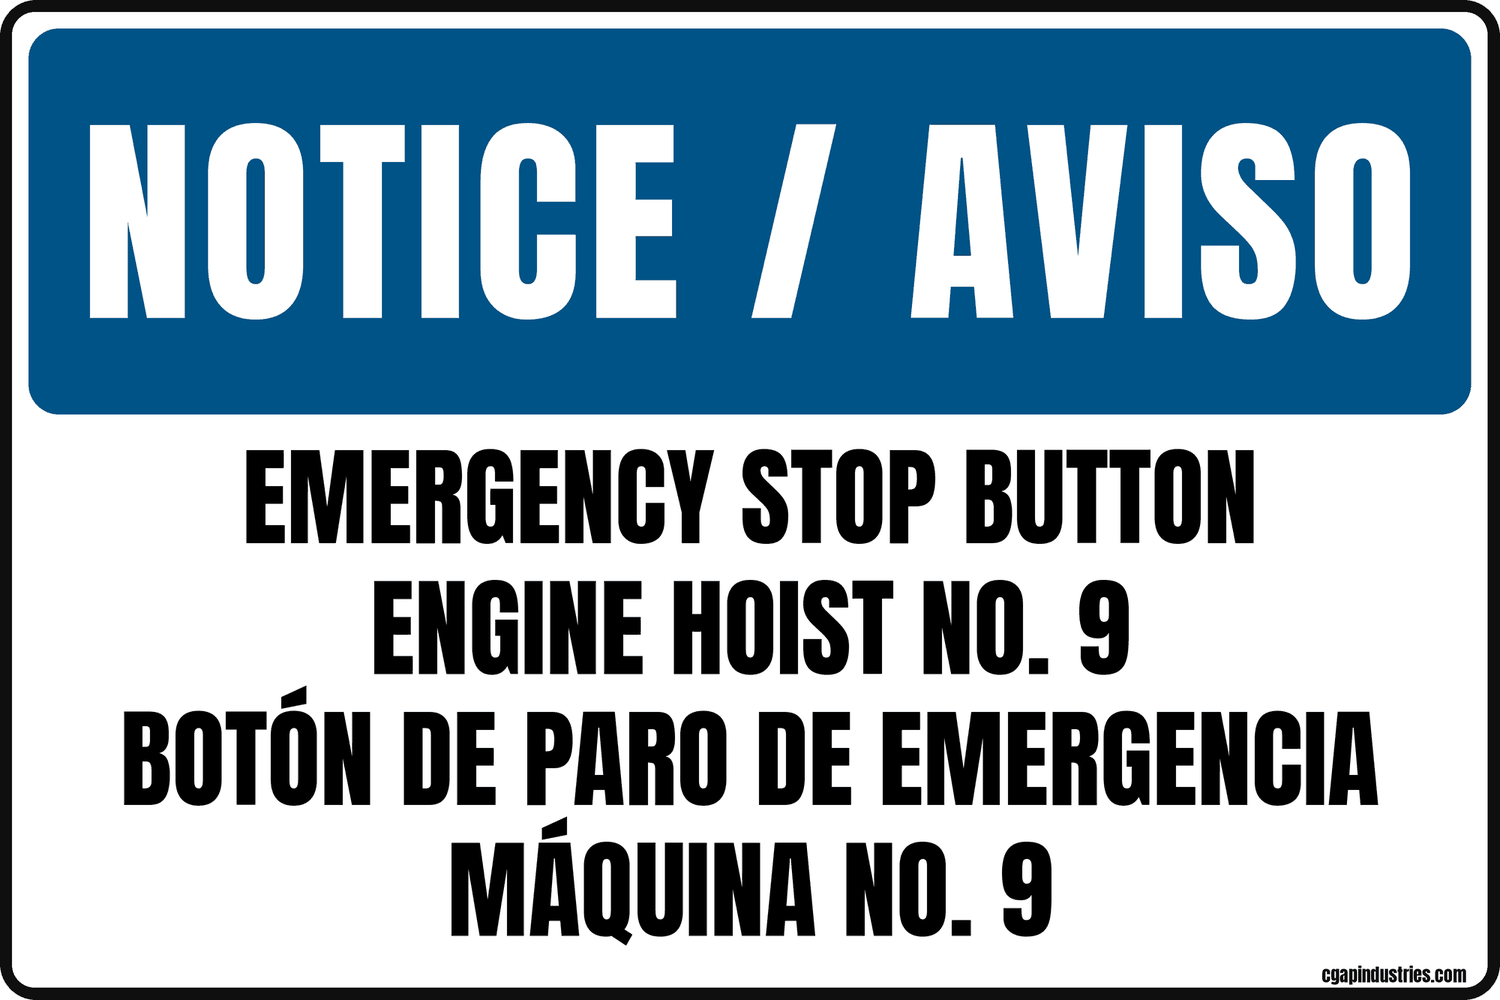 NOTICE / AVISO
EMERGENCY STOP BUTTON
ENGINE HOIST NO. 9
BOTÓN DE PARO DE EMERGENCIA
MÁQUINA NO. 9
cgapindustries.com